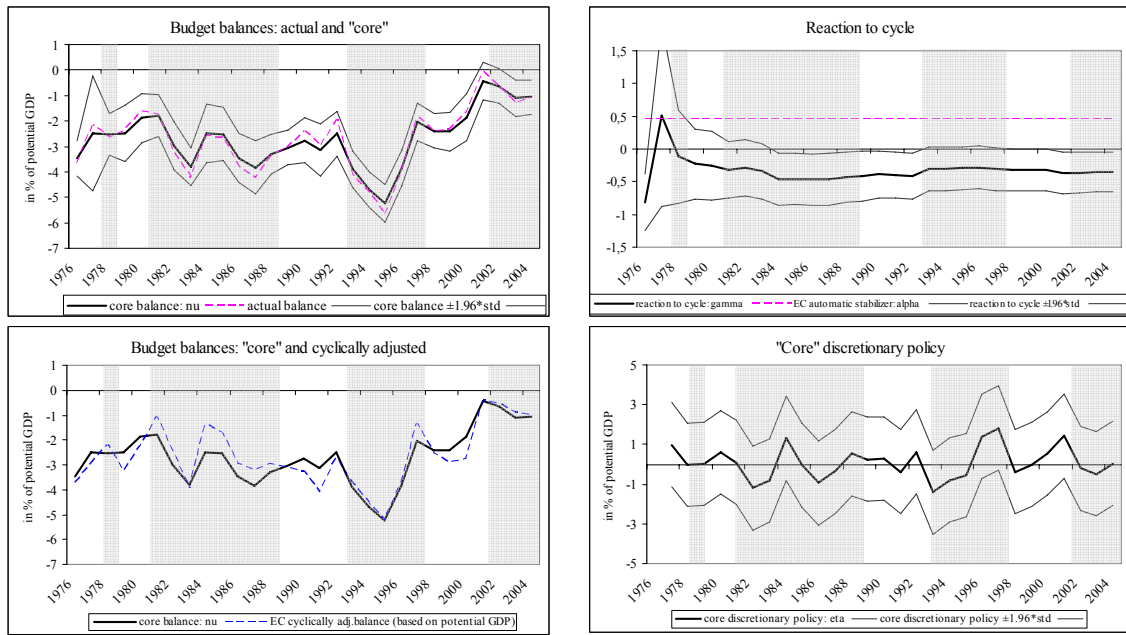 Budget balances: actual and "core"
in % of potential GDP
1
0
-1
-2
-3
-4
-5
-6
-7
1976 1978 1980 1982 1984 1986 1988 1990 1992 1994 1996 1998 2000 2002 2004
core balance: nu actual balance core balance ±1.96*std
Reaction to cycle
1,5
1
0,5
0
-0,5
-1
-1,5
1976 1978 1980 1982 1984 1986 1988 1990 1992 1994 1996 1998 2000 2002 2004
reaction to cycle: gamma EC automatic stabilizer: alpha reaction to cycle ±1.96*std
Budget balances: "core" and cyclically adjusted
in % of potential GDP
1
0
-1
-2
-3
-4
-5
-6
-7
1976 1978 1980 1982 1984 1986 1988 1990 1992 1994 1996 1998 2000 2002 2004
core balance: nu EC cyclically adj.balance (based on potential GDP)
"Core" discretionary policy
in % of potential GDP
5
3
1
-1
-3
-5
1976 1978 1980 1982 1984 1986 1988 1990 1992 1994 1996 1998 2000 2002 2004
core discretionary policy: eta core discretionary policy ±1.96*std